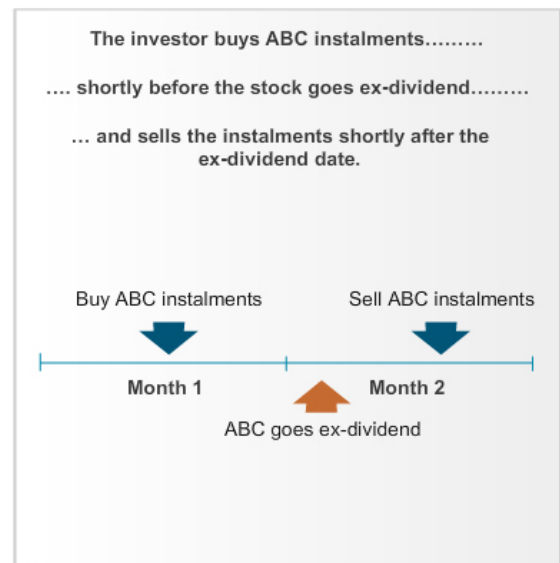 The investor buys ABC instalments………
…. shortly before the stock goes ex-dividend………
… and sells the instalments shortly after the
ex-dividend date.
Buy ABC instalments
Sell ABC instalments
Month 1
Month 2
ABC goes ex-dividend